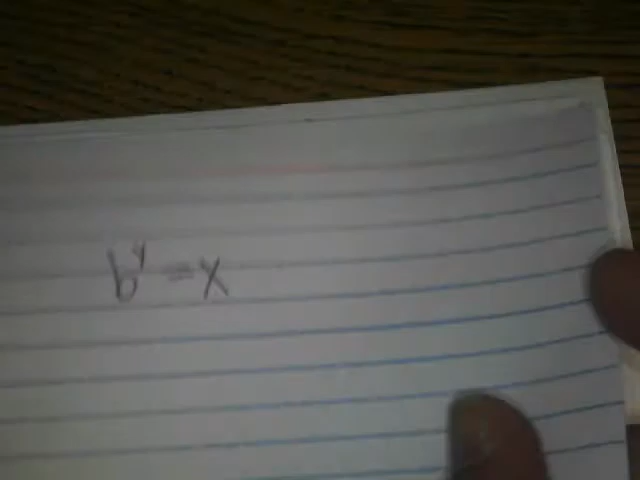 b^y = x